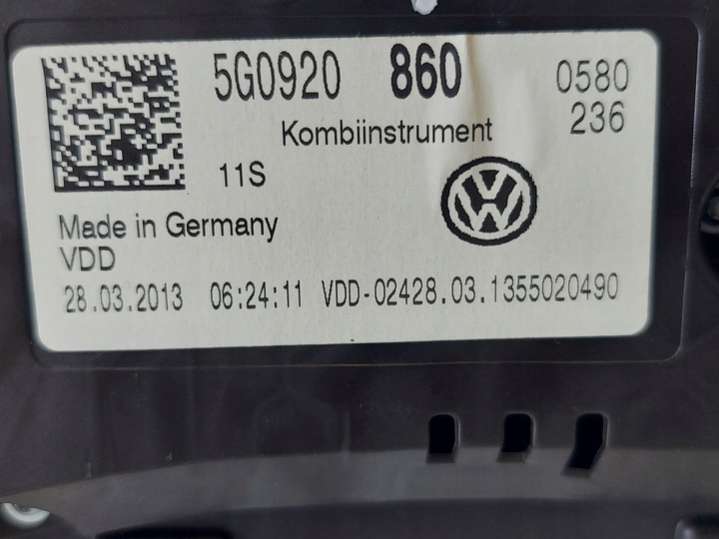 5G0920 860 0580
Kombiinstrument 236
11S
Made in Germany
VDD
28.03.2013 06:24:11 VDD-02428.03.1355020490